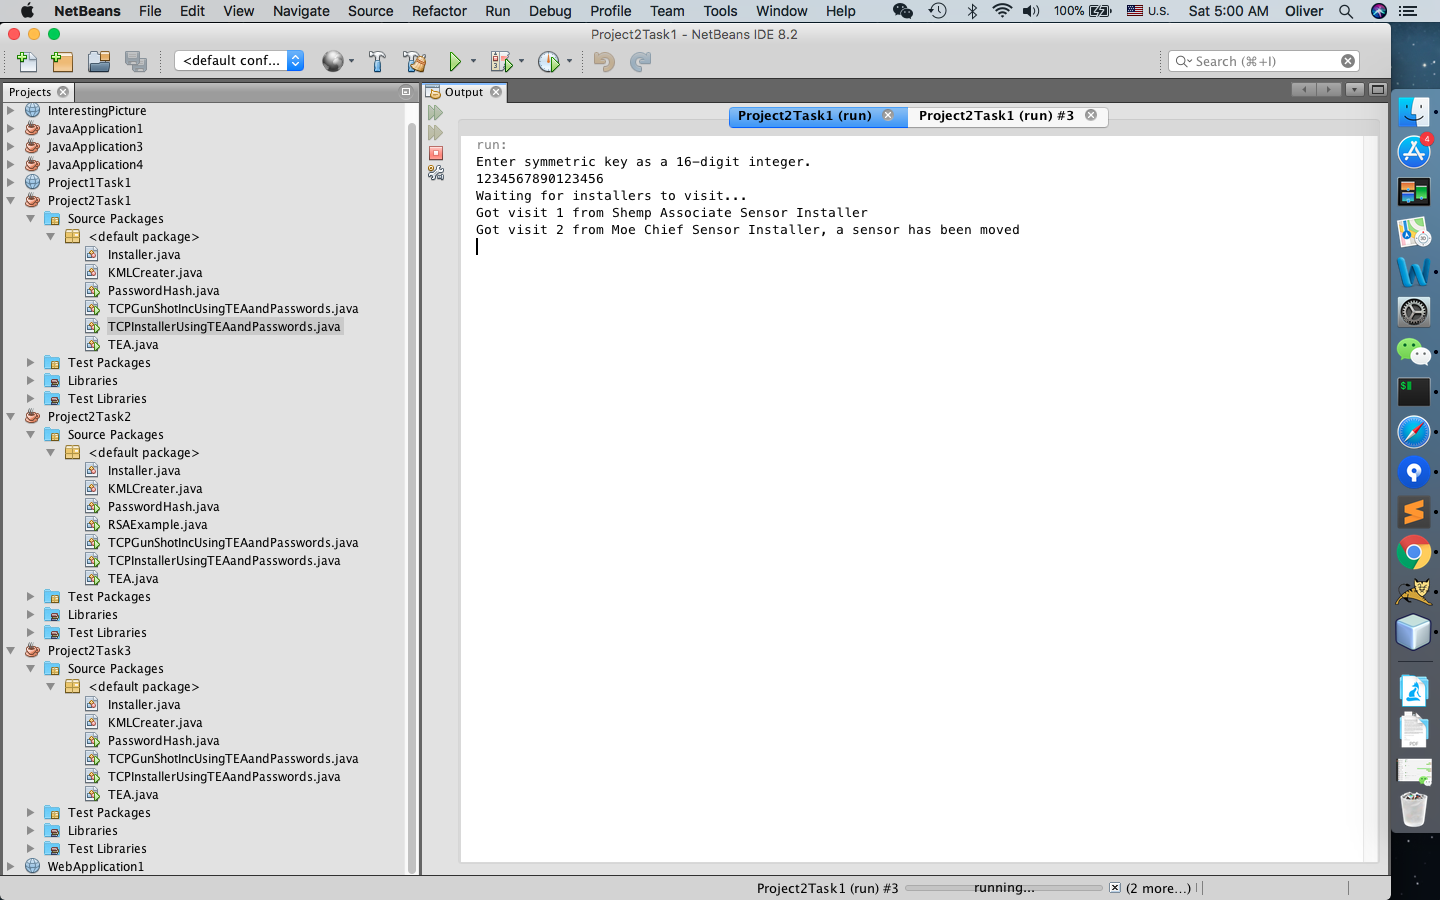 NetBeans File Edit View Navigate Source Refactor Run Debug Profile Team Tools Window Help 100% U.S. Sat 5:00 AM Oliver
Project2Task1 - NetBeans IDE 8.2
<default conf... Search (⌘+I)
Projects
InterestingPicture
JavaApplication1
JavaApplication3
JavaApplication4
Project1Task1
Project2Task1
Source Packages
<default package>
Installer.java
KMLCreater.java
PasswordHash.java
TCPGunShotIncUsingTEAandPasswords.java
TCPInstallerUsingTEAandPasswords.java
TEA.java
Test Packages
Libraries
Test Libraries
Project2Task2
Source Packages
<default package>
Installer.java
KMLCreater.java
PasswordHash.java
RSAExample.java
TCPGunShotIncUsingTEAandPasswords.java
TCPInstallerUsingTEAandPasswords.java
TEA.java
Test Packages
Libraries
Test Libraries
Project2Task3
Source Packages
<default package>
Installer.java
KMLCreater.java
PasswordHash.java
TCPGunShotIncUsingTEAandPasswords.java
TCPInstallerUsingTEAandPasswords.java
TEA.java
Test Packages
Libraries
Test Libraries
WebApplication1
Output
Project2Task1 (run) Project2Task1 (run) #3
run:
Enter symmetric key as a 16-digit integer.
1234567890123456
Waiting for installers to visit...
Got visit 1 from Shemp Associate Sensor Installer
Got visit 2 from Moe Chief Sensor Installer, a sensor has been moved
Project2Task1 (run) #3 running... (2 more...)
4
PDF